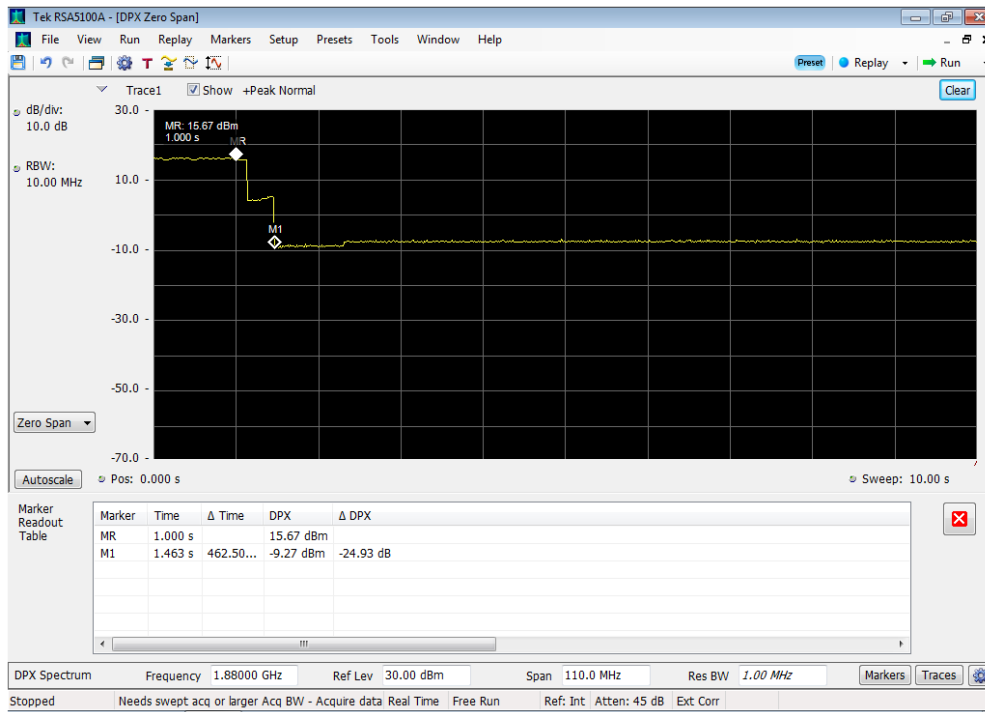 Tek RSA5100A - [DPX Zero Span]
File View Run Replay Markers Setup Presets Tools Window Help
T Preset Replay Run
Trace1 Show +Peak Normal Clear
dB/div:
10.0 dB
RBW:
10.00 MHz
30.0 -
MR: 15.67 dBm
1.000 s
MR
10.0 -
M1
-10.0 -
-30.0 -
-50.0 -
Zero Span
-70.0 -
Autoscale Pos: 0.000 s Sweep: 10.00 s
Marker
Readout
Table
Marker Time Δ Time DPX Δ DPX
MR 1.000 s 15.67 dBm
M1 1.463 s 462.50... -9.27 dBm -24.93 dB
DPX Spectrum Frequency 1.88000 GHz Ref Lev 30.00 dBm Span 110.0 MHz Res BW 1.00 MHz Markers Traces
Stopped Needs swept acq or larger Acq BW - Acquire data Real Time Free Run Ref: Int Atten: 45 dB Ext Corr